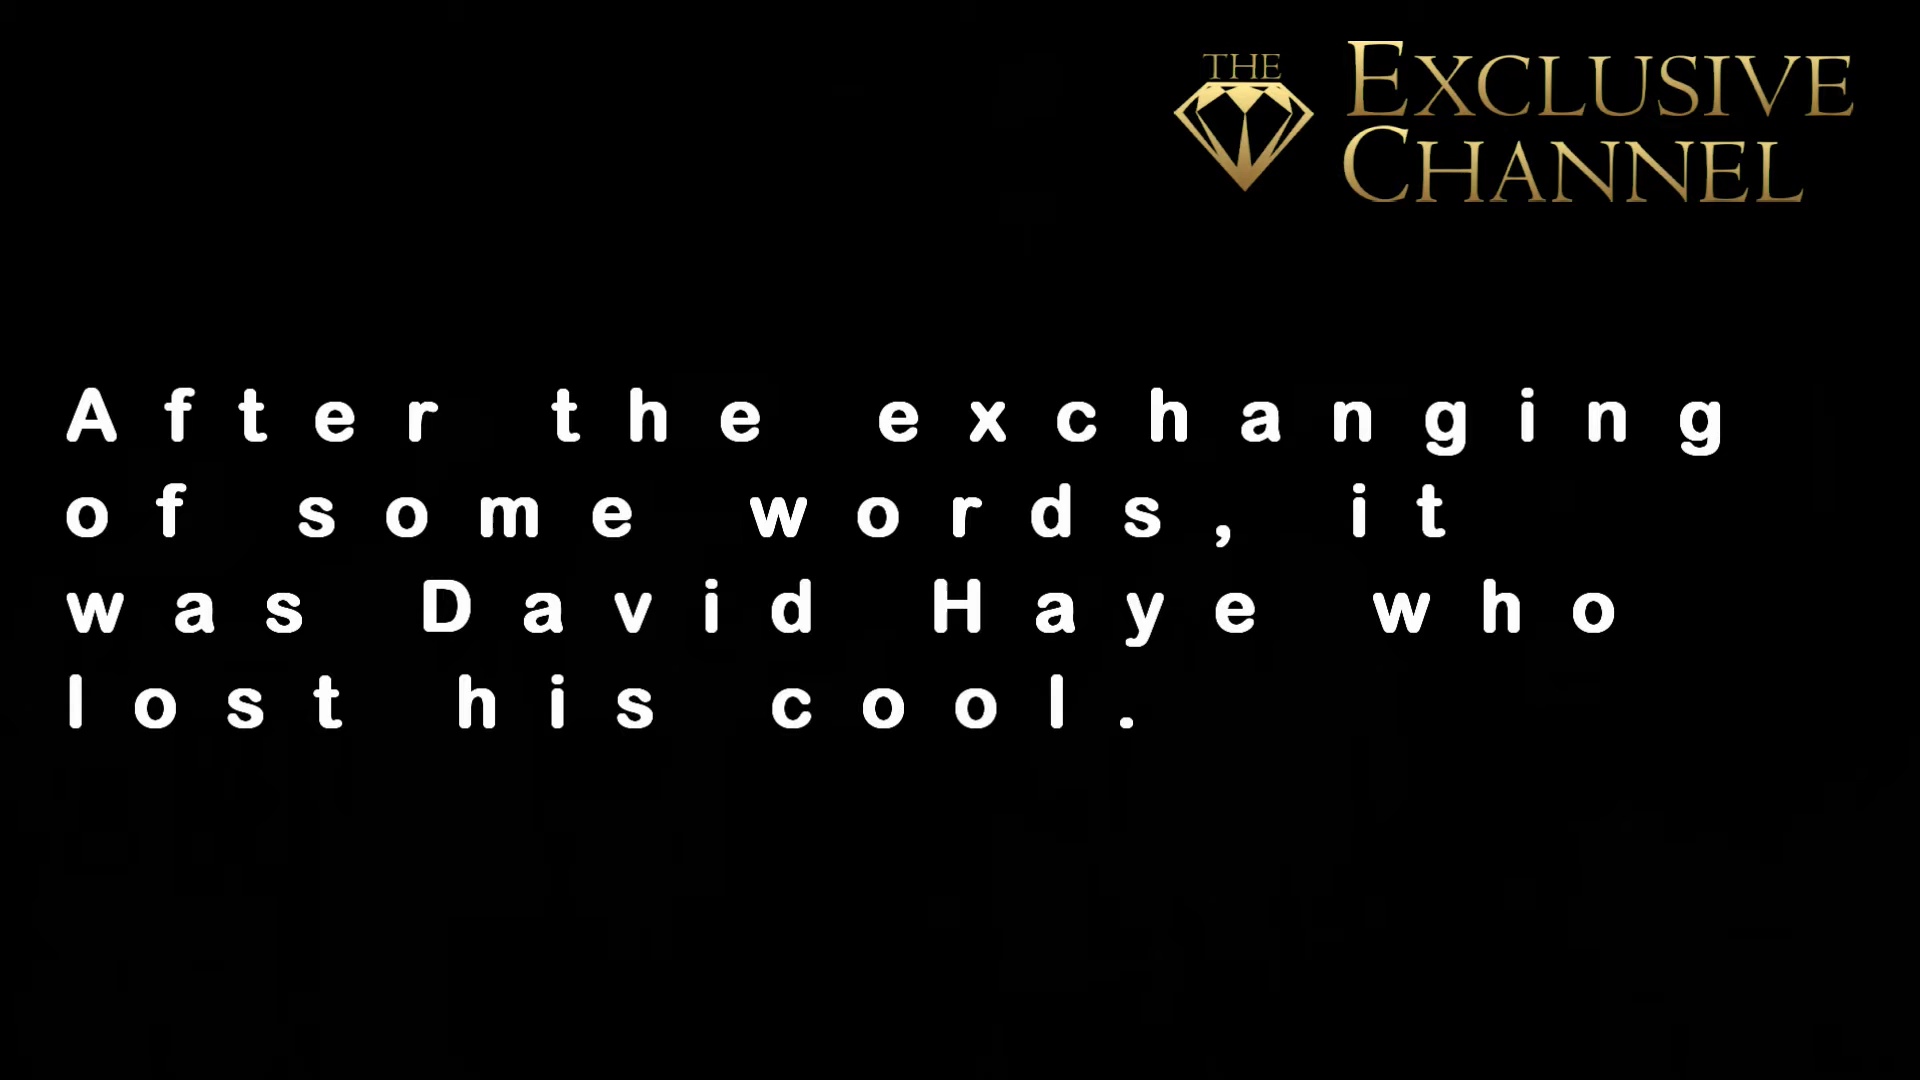 THE
EXCLUSIVE
CHANNEL
After the exchanging
of some words, it
was David Haye who
lost his cool.